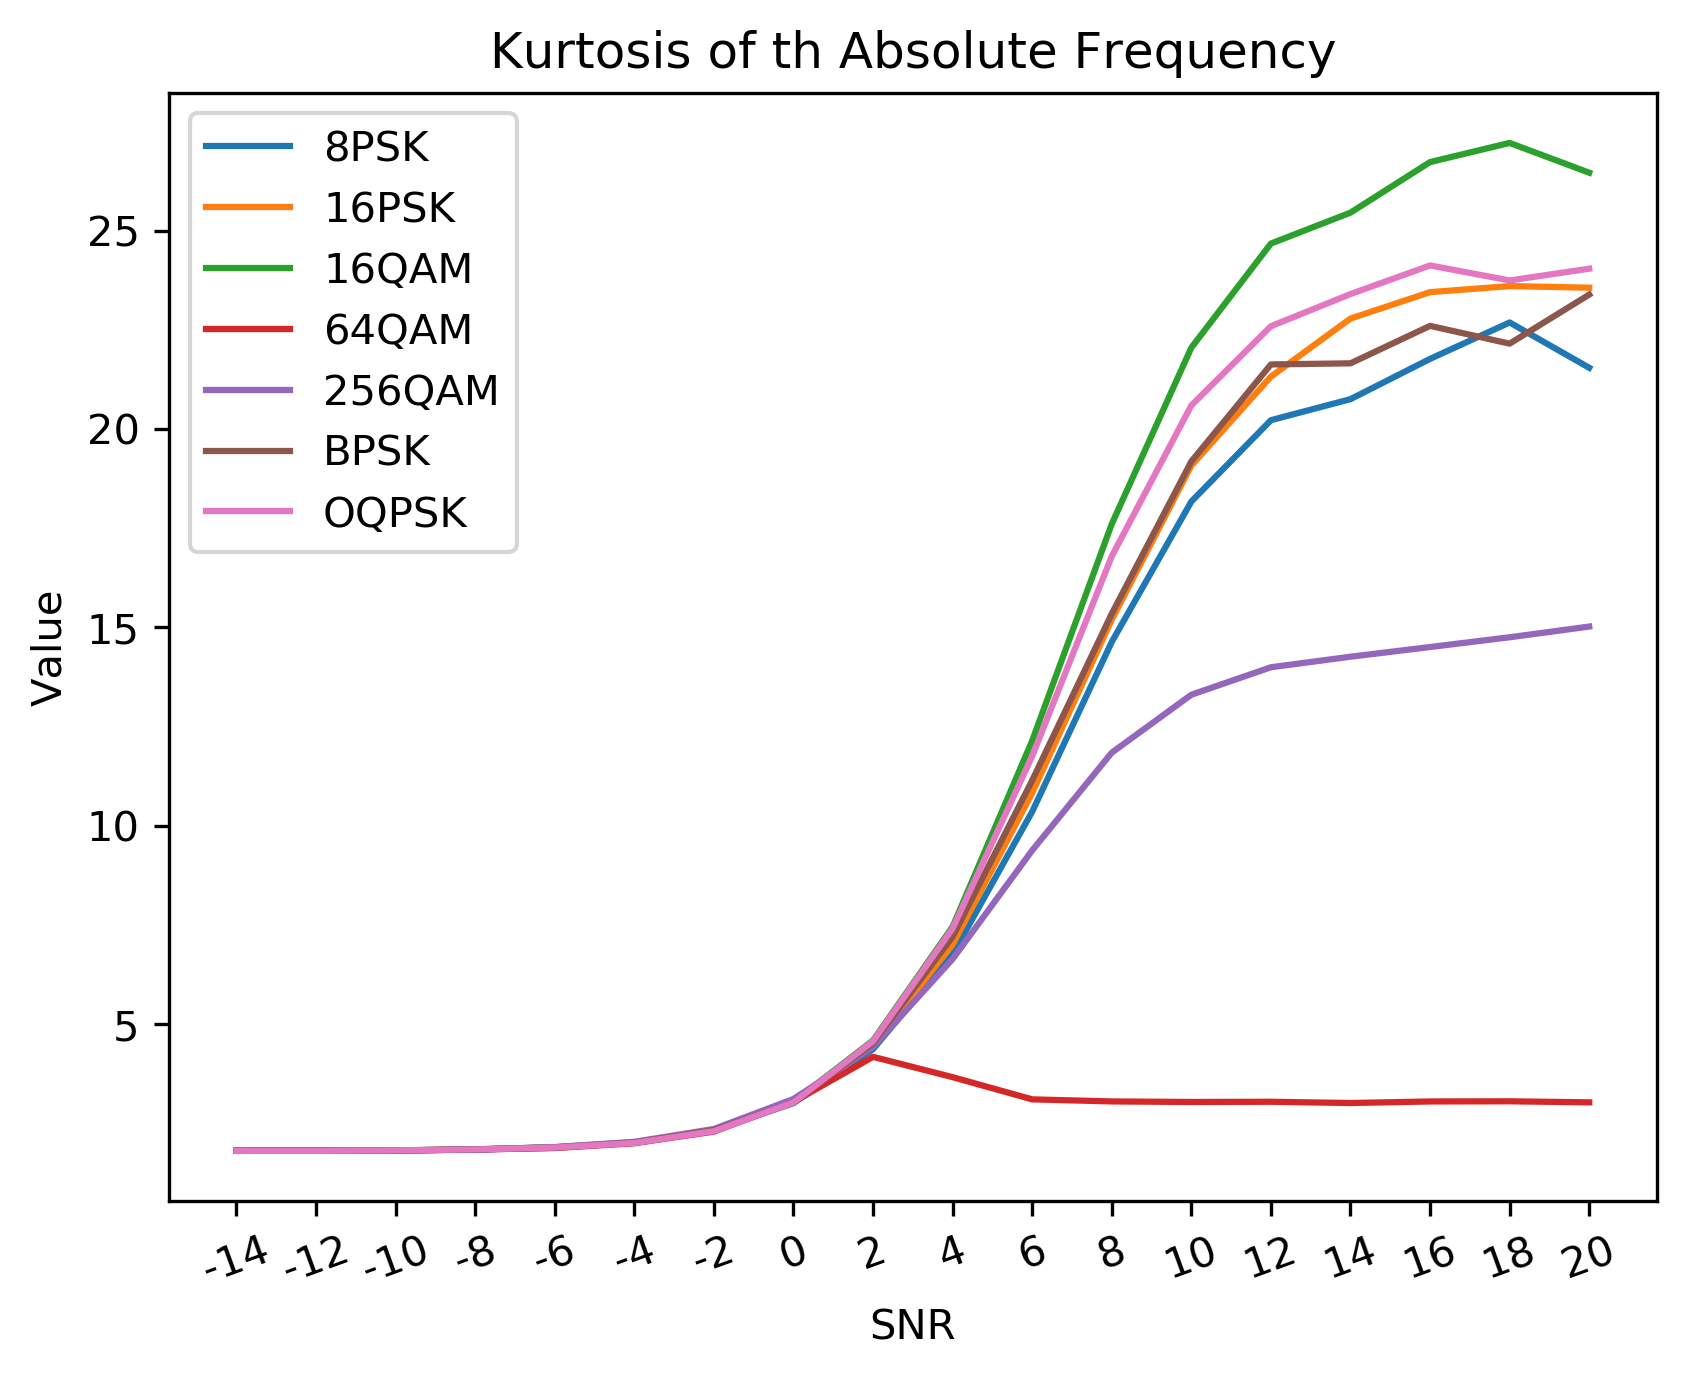 Kurtosis of th Absolute Frequency
8PSK
16PSK
16QAM
64QAM
256QAM
BPSK
OQPSK
Value
25
20
15
10
5
-14 -12 -10 -8 -6 -4 -2 0 2 4 6 8 10 12 14 16 18 20
SNR